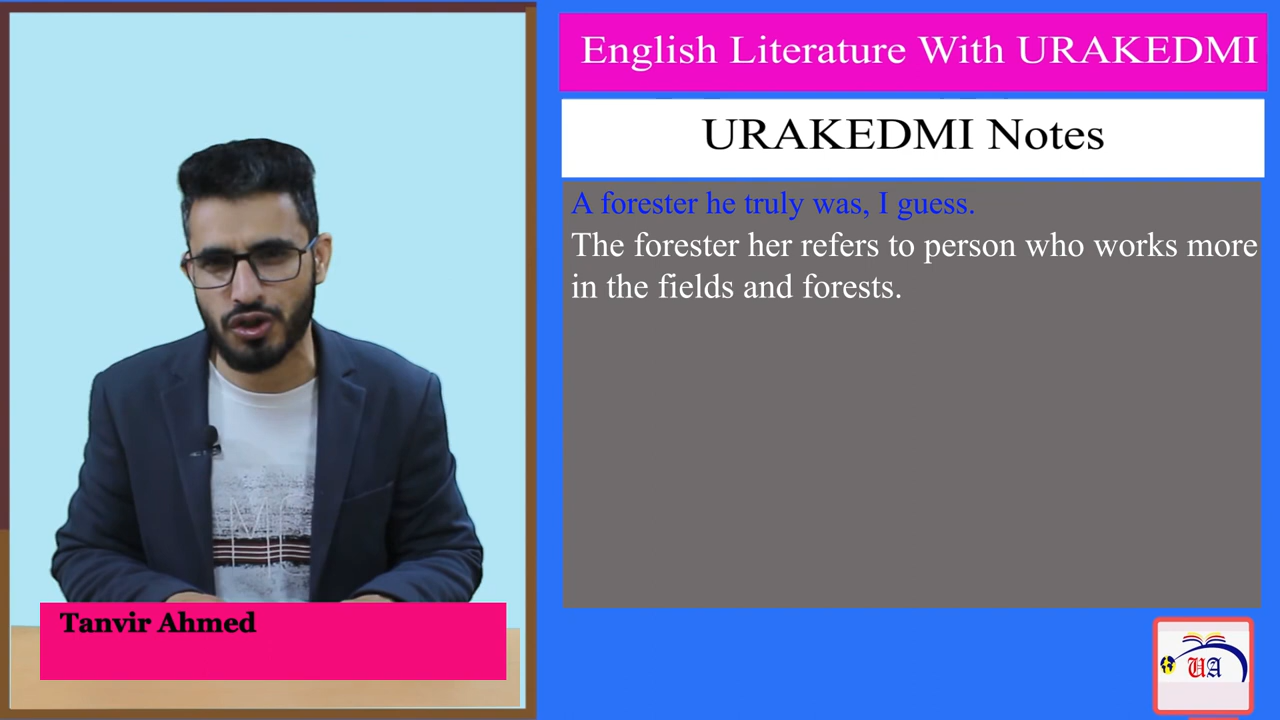 English Literature With URAKEDMI
URAKEDMI Notes
A forester he truly was, I guess.
The forester her refers to person who works more
in the fields and forests.
Tanvir Ahmed
UA